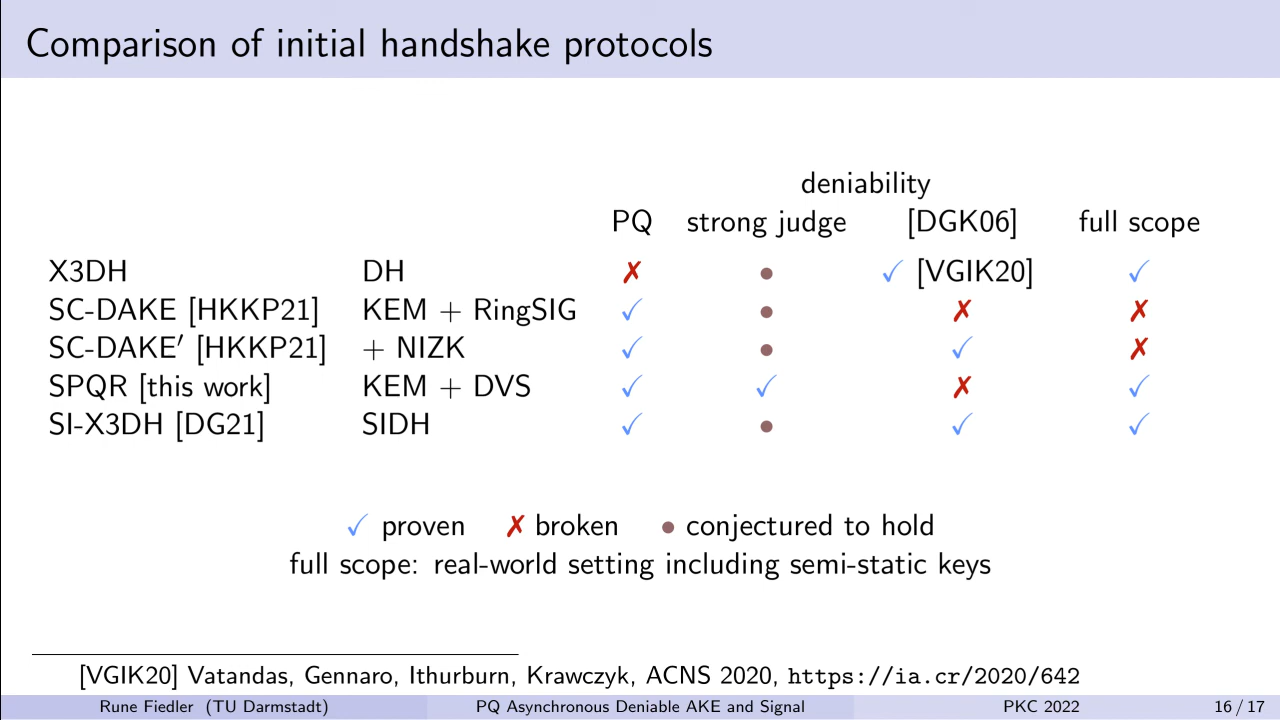 Comparison of initial handshake protocols
deniability
PQ strong judge [DGK06] full scope
X3DH DH ✗ • ✓ [VGIK20] ✓
SC-DAKE [HKKP21] KEM + RingSIG ✓ • ✗ ✗
SC-DAKE′ [HKKP21] + NIZK ✓ • ✓ ✗
SPQR [this work] KEM + DVS ✓ ✓ ✗ ✓
SI-X3DH [DG21] SIDH ✓ • ✓ ✓
✓ proven ✗ broken • conjectured to hold
full scope: real-world setting including semi-static keys
[VGIK20] Vatandas, Gennaro, Ithurburn, Krawczyk, ACNS 2020, https://ia.cr/2020/642
Rune Fiedler (TU Darmstadt) PQ Asynchronous Deniable AKE and Signal PKC 2022 16 / 17